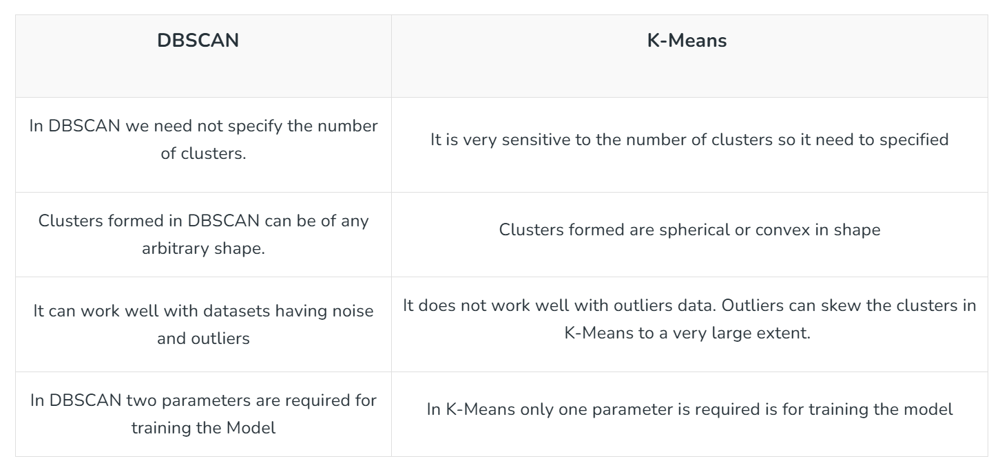 DBSCAN
K-Means
In DBSCAN we need not specify the number
of clusters.
It is very sensitive to the number of clusters so it need to specified
Clusters formed in DBSCAN can be of any
arbitrary shape.
Clusters formed are spherical or convex in shape
It can work well with datasets having noise
and outliers
It does not work well with outliers data. Outliers can skew the clusters in
K-Means to a very large extent.
In DBSCAN two parameters are required for
training the Model
In K-Means only one parameter is required is for training the model